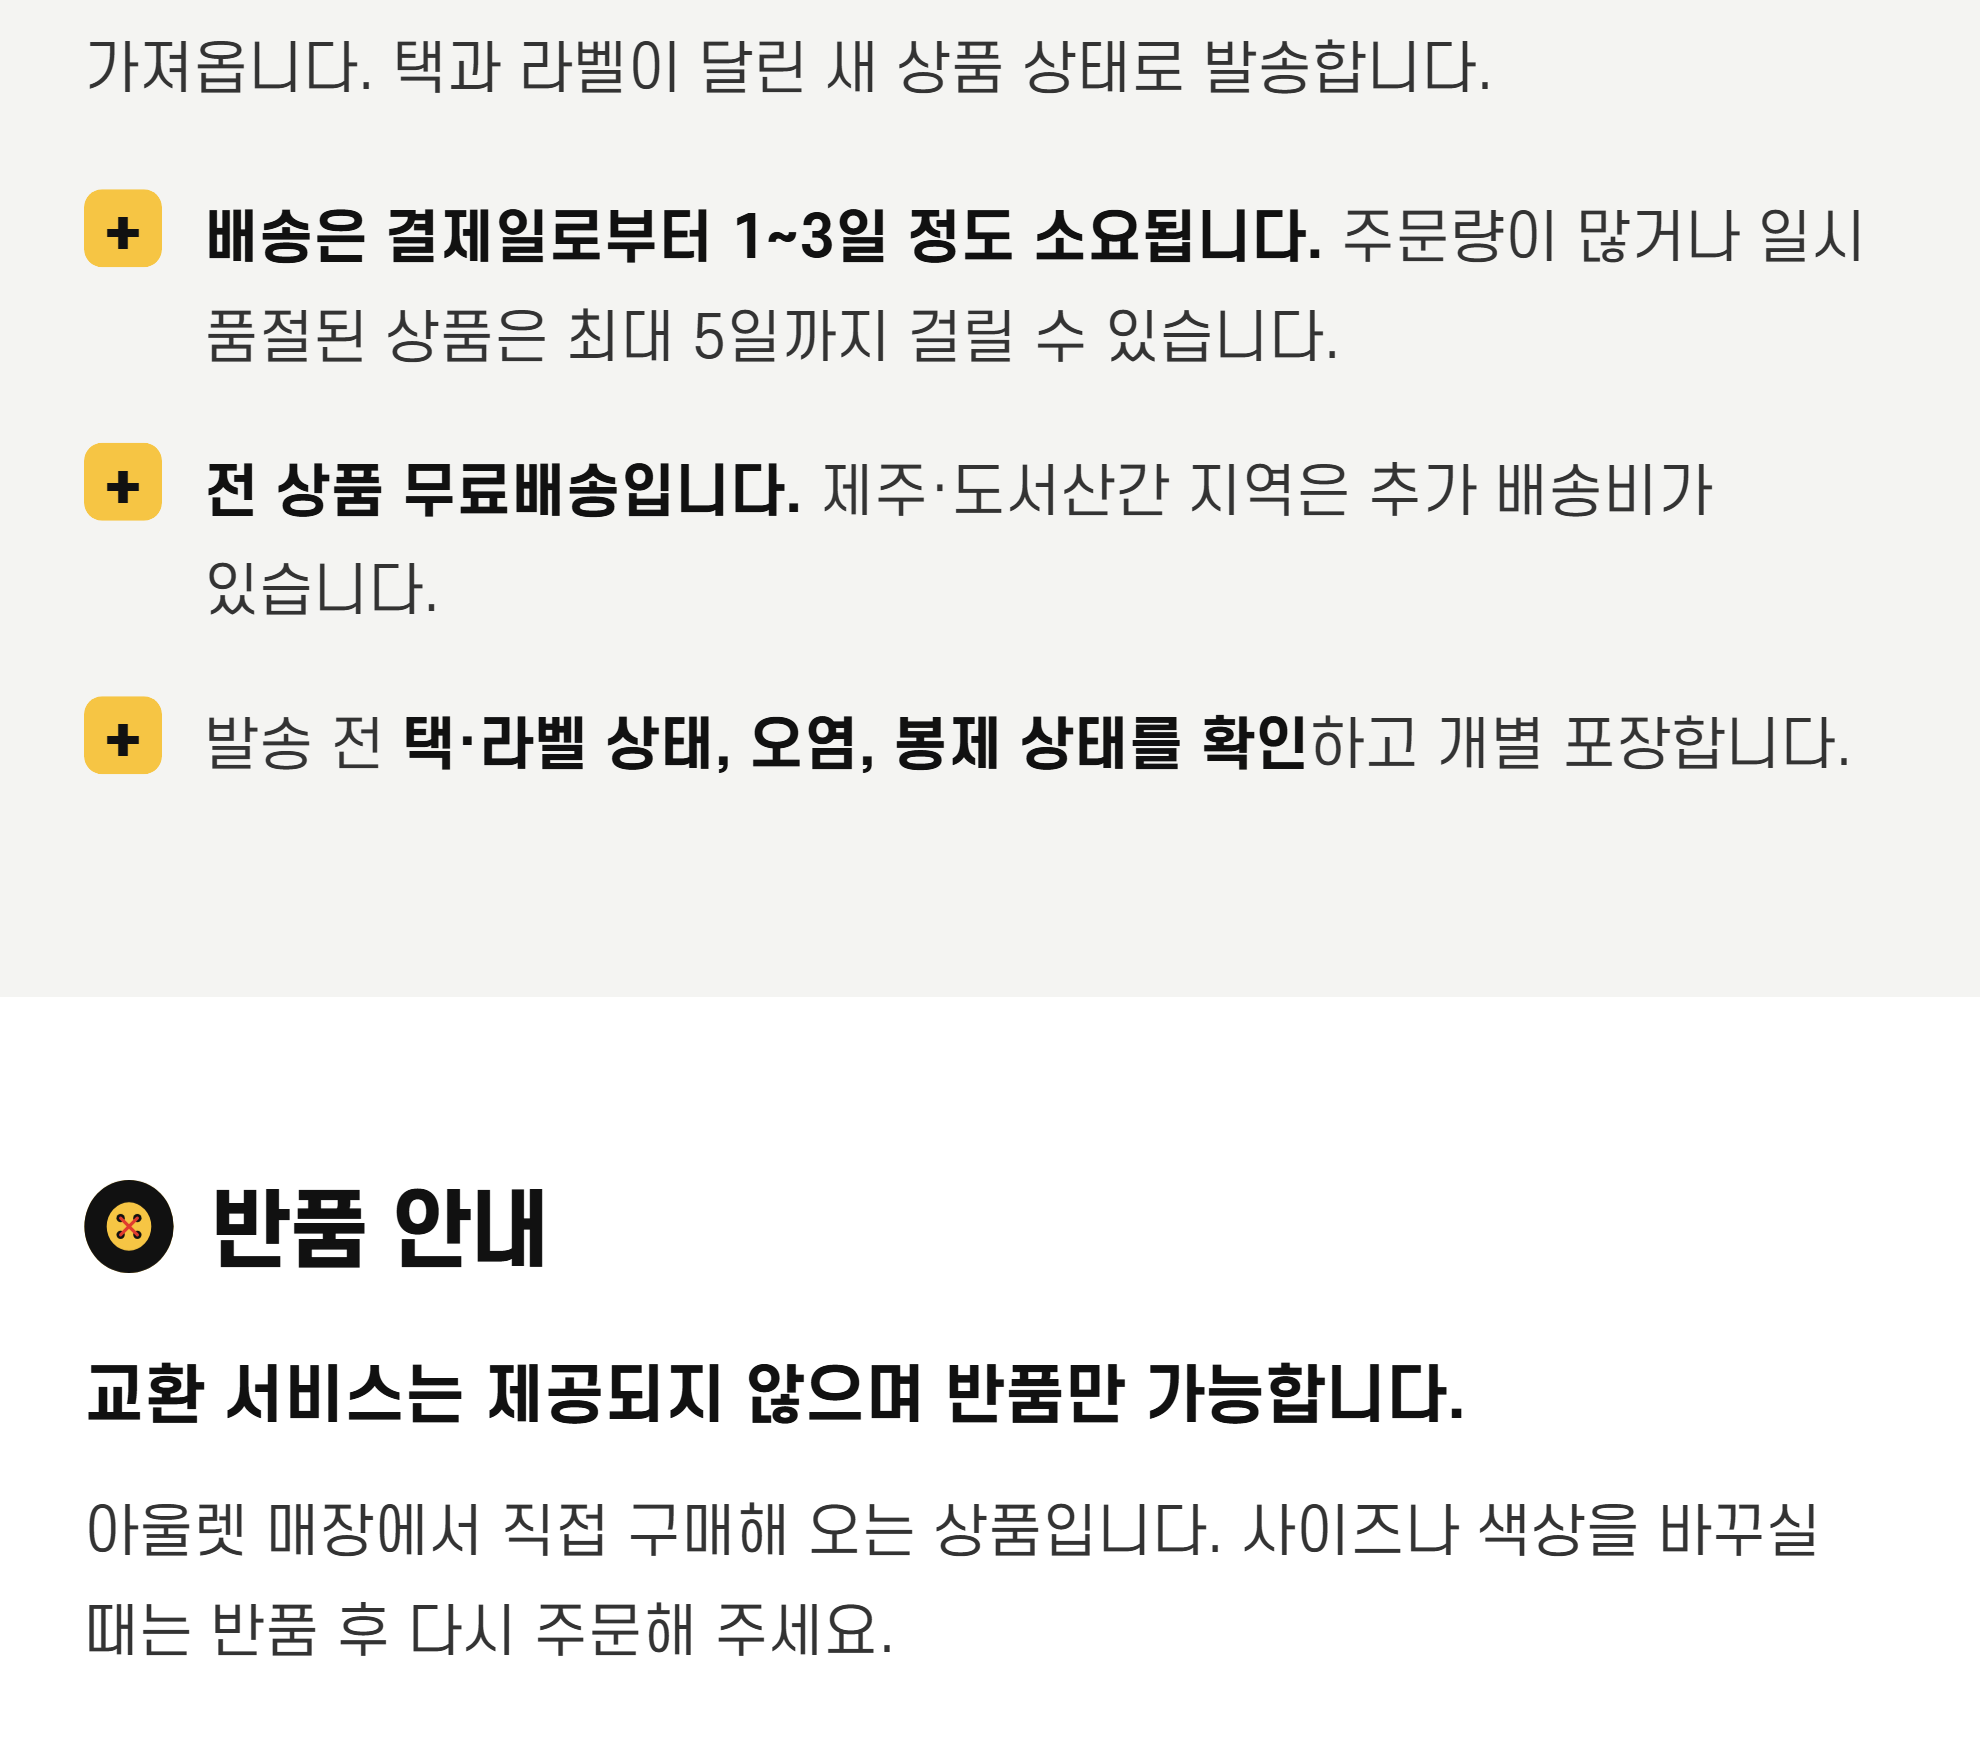 가져옵니다. 택과 라벨이 달린 새 상품 상태로 발송합니다.
배송은 결제일로부터 1~3일 정도 소요됩니다. 주문량이 많거나 일시
품절된 상품은 최대 5일까지 걸릴 수 있습니다.
전 상품 무료배송입니다. 제주·도서산간 지역은 추가 배송비가
있습니다.
발송 전 택·라벨 상태, 오염, 봉제 상태를 확인하고 개별 포장합니다.
반품 안내
교환 서비스는 제공되지 않으며 반품만 가능합니다.
아울렛 매장에서 직접 구매해 오는 상품입니다. 사이즈나 색상을 바꾸실
때는 반품 후 다시 주문해 주세요.